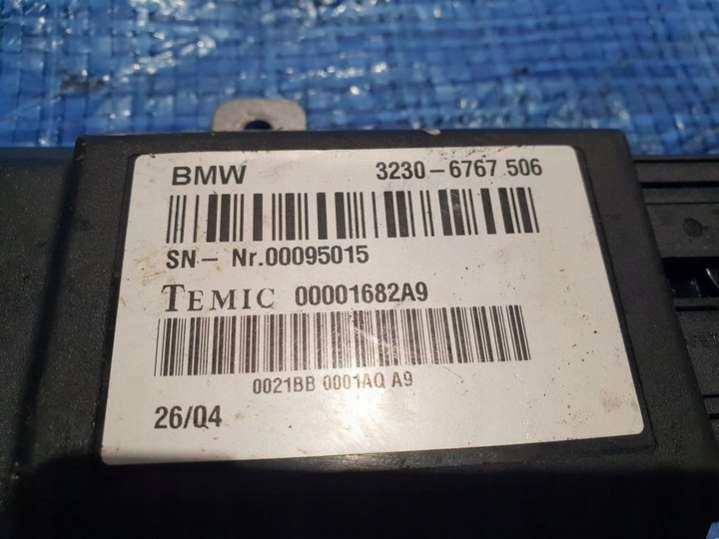 BMW 3230-6767 506
SN- Nr.00095015
TEMIC 00001682A9
0021BB 0001AQ A9
26/04